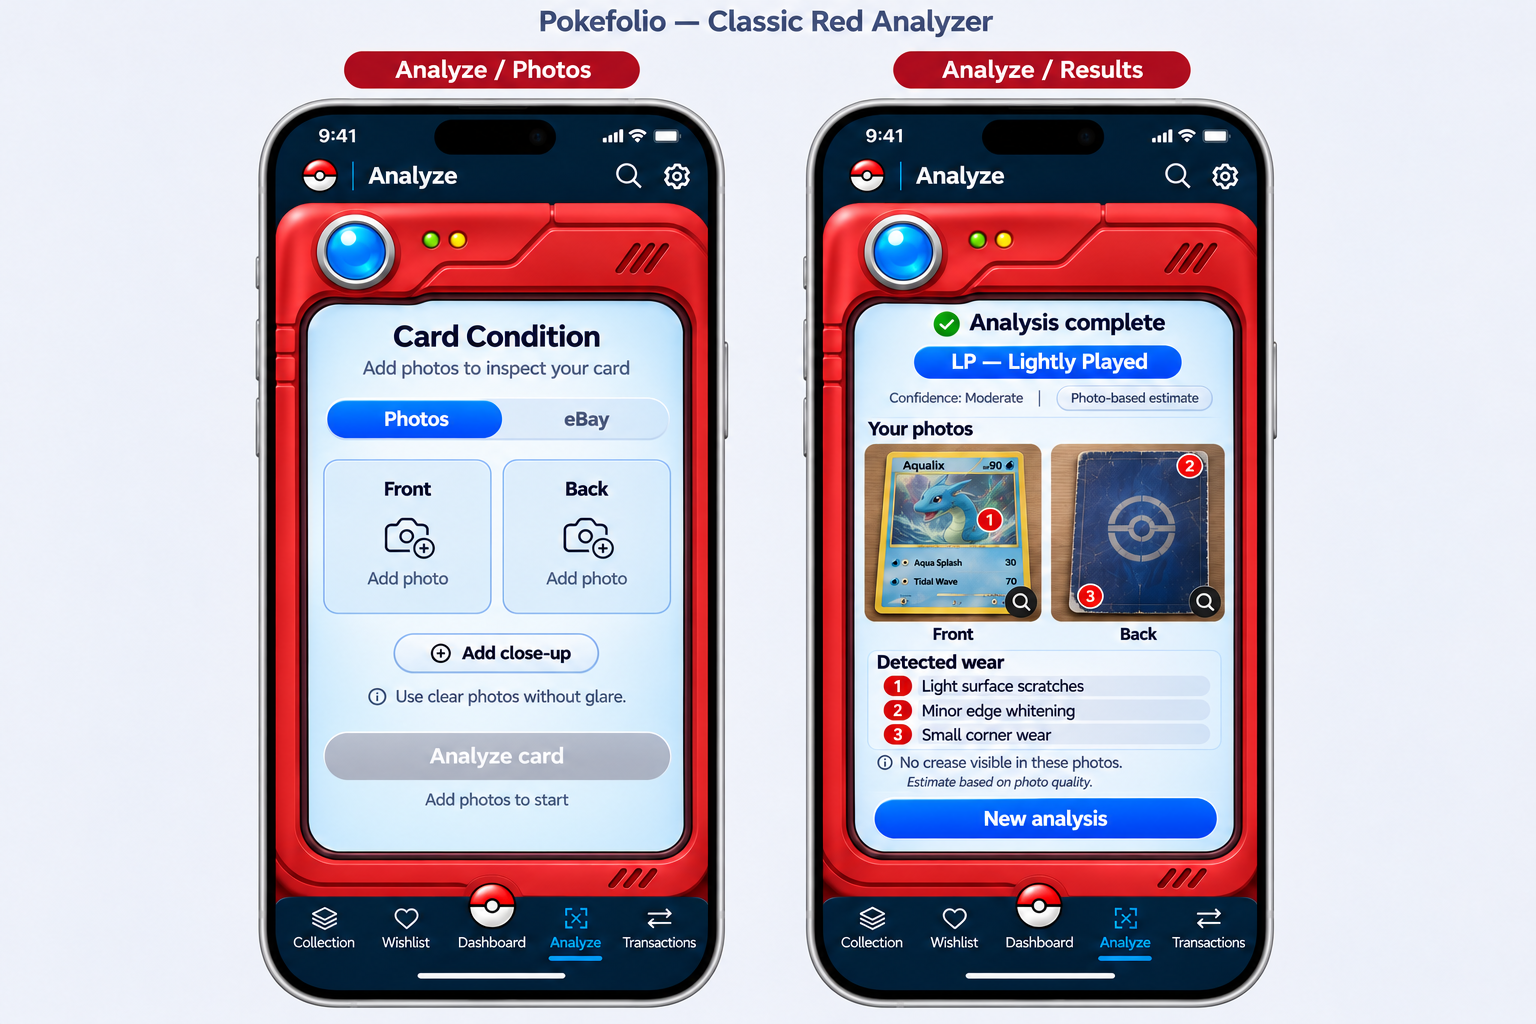 Pokefolio — Classic Red Analyzer
Analyze / Photos
9:41
Analyze
Card Condition
Add photos to inspect your card
Photos
eBay
Front
Add photo
Back
Add photo
Add close-up
Use clear photos without glare.
Analyze card
Add photos to start
Collection
Wishlist
Dashboard
Analyze
Transactions
Analyze / Results
9:41
Analyze
Analysis complete
LP — Lightly Played
Confidence: Moderate
Photo-based estimate
Your photos
Aqualix
90
1
Aqua Splash 30
Tidal Wave 70
2
3
Front
Back
Detected wear
1 Light surface scratches
2 Minor edge whitening
3 Small corner wear
No crease visible in these photos.
Estimate based on photo quality.
New analysis
Collection
Wishlist
Dashboard
Analyze
Transactions